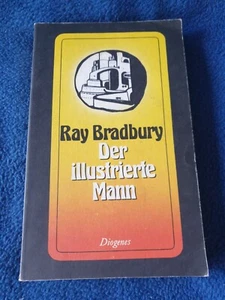 Ray Bradbury
Der
illustrierte
Mann
Diogenes